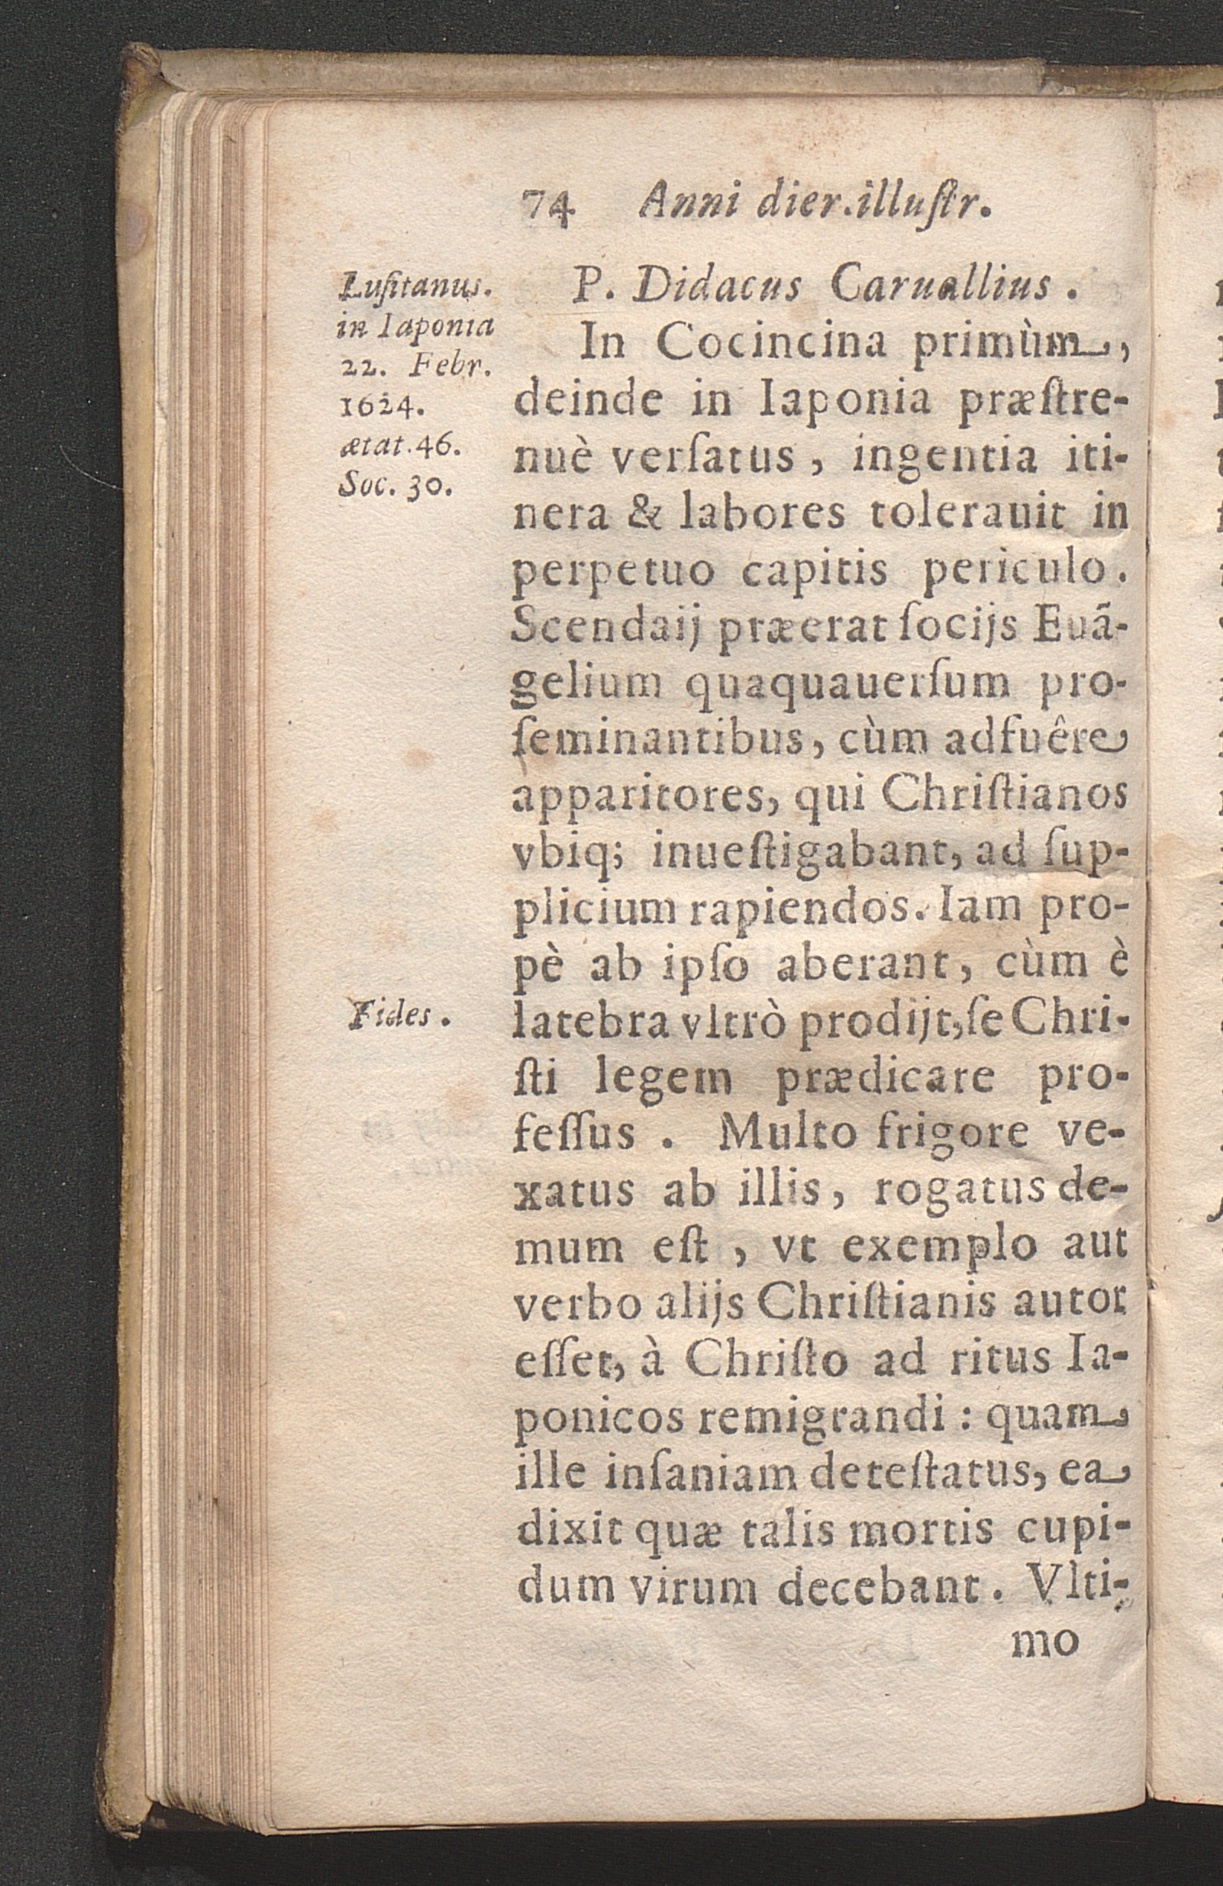 74 Anni dier. illuſtr.
Luſitanus.
in Iaponia
22. Febr.
1624.
ætat. 46.
Soc. 30.
P. Didacus Caruallius.
In Cocincina primùm,
deinde in Iaponia præſtre-
nuè verſatus, ingentia iti-
nera & labores tolerauit in
perpetuo capitis periculo.
Scendaij præerat ſocijs Euã-
gelium quaquauerſum pro-
ſeminantibus, cùm adfuêre
apparitores, qui Chriſtianos
vbiq; inueſtigabant, ad ſup-
plicium rapiendos. Iam pro-
pè ab ipſo aberant, cùm è
Fides.
latebra vltrò prodijt, ſe Chri-
ſti legem prædicare pro-
feſſus. Multo frigore ve-
xatus ab illis, rogatus de-
mum eſt, vt exemplo aut
verbo alijs Chriſtianis autor
eſſet, à Chriſto ad ritus Ia-
ponicos remigrandi: quam
ille inſaniam deteſtatus, ea
dixit quæ talis mortis cupi-
dum virum decebant. Vlti-
mo